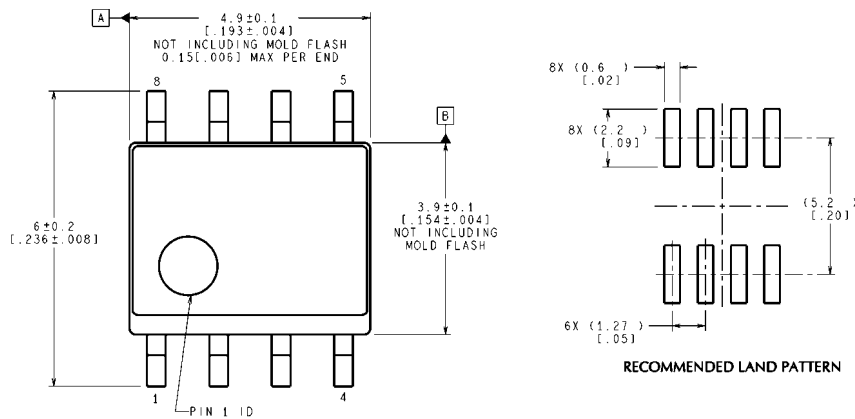 A
4.9±0.1
[.193±.004]
NOT INCLUDING MOLD FLASH
0.15[.006] MAX PER END
8
5
B
6±0.2
[.236±.008]
3.9±0.1
[.154±.004]
NOT INCLUDING
MOLD FLASH
1
4
PIN 1 ID
8X (0.6 )
[.02]
8X (2.2 )
[.09]
(5.2 )
[.20]
6X (1.27 )
[.05]
RECOMMENDED LAND PATTERN